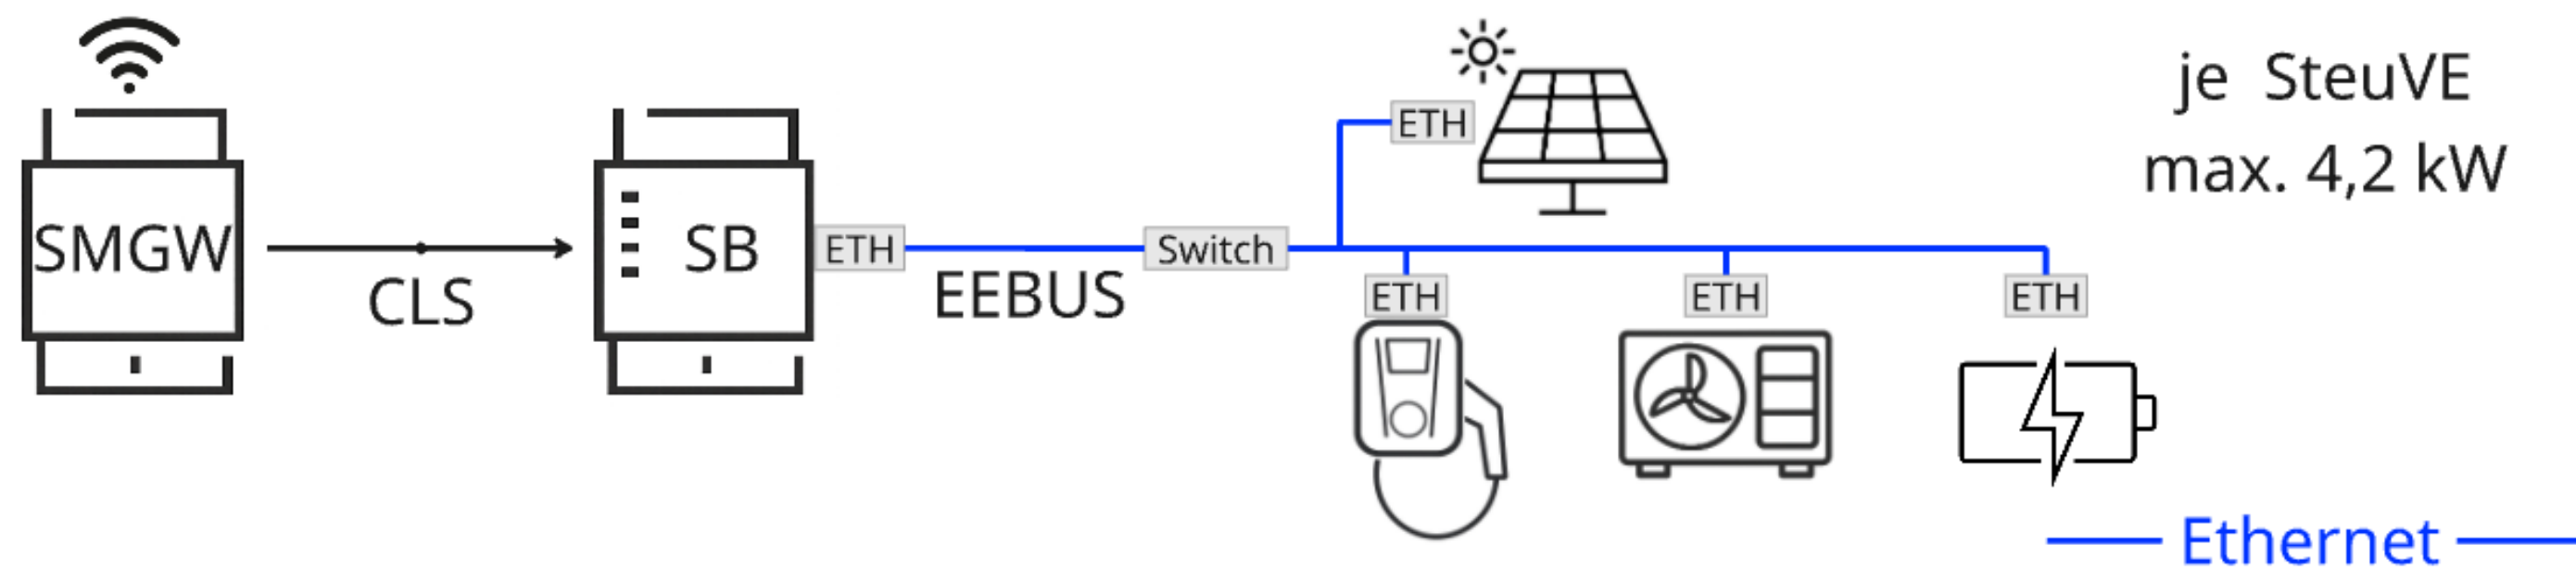 ETH
je SteuVE
max. 4,2 kW
SMGW
CLS
SB
ETH
EEBUS
Switch
ETH
ETH
ETH
Ethernet